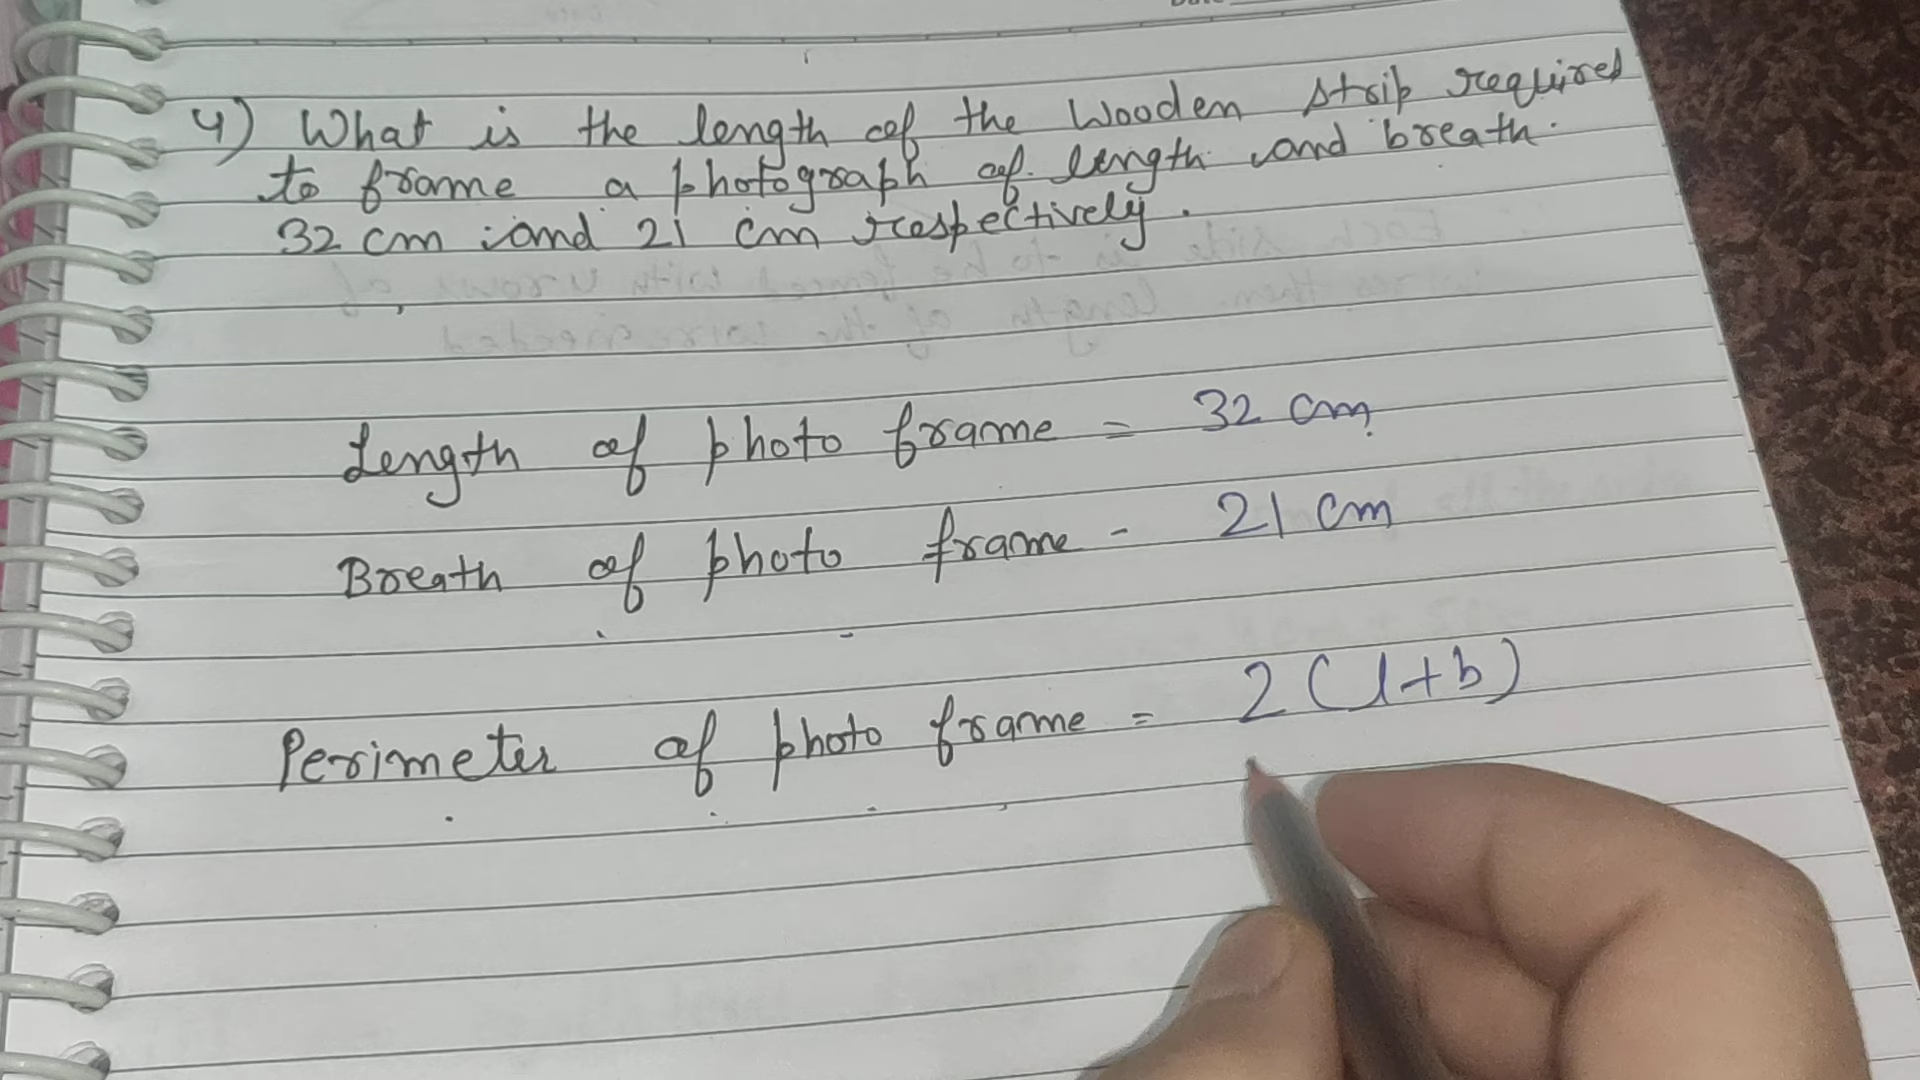 4) What is the length of the Wooden strip required
to frame a photograph of length and breath
32 cm and 21 cm respectively.
Length of photo frame = 32 cm
Breath of photo frame - 21 cm
Perimeter of photo frame = 2(l+b)